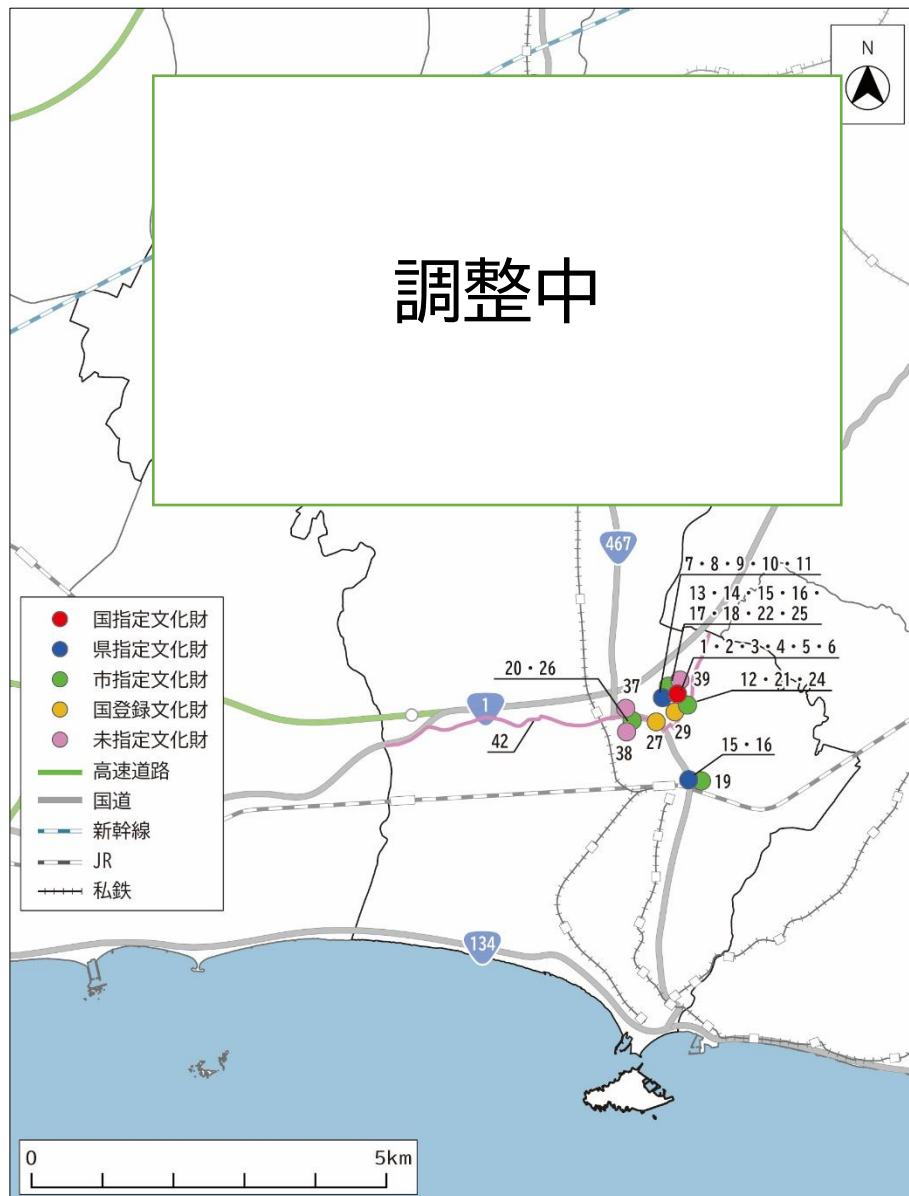 N
調整中
467
7・8・9・10・11
13・14・15・16・
17・18・22・25
1・2・3・4・5・6
20・26
37
39
12・21・24
1
42
38
27
29
15・16
19
国指定文化財
県指定文化財
市指定文化財
国登録文化財
未指定文化財
高速道路
国道
新幹線
JR
私鉄
134
0
5km